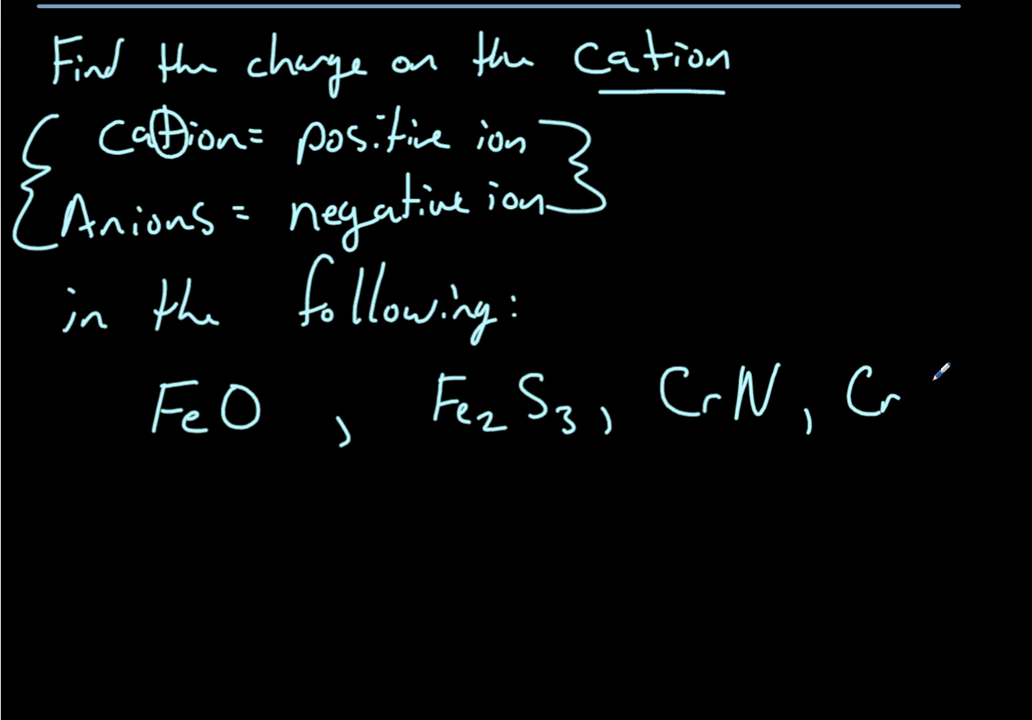 Find the charge on the cation
Cation = positive ion
Anions = negative ion
in the following:
FeO, Fe₂S₃, CrN, Cr